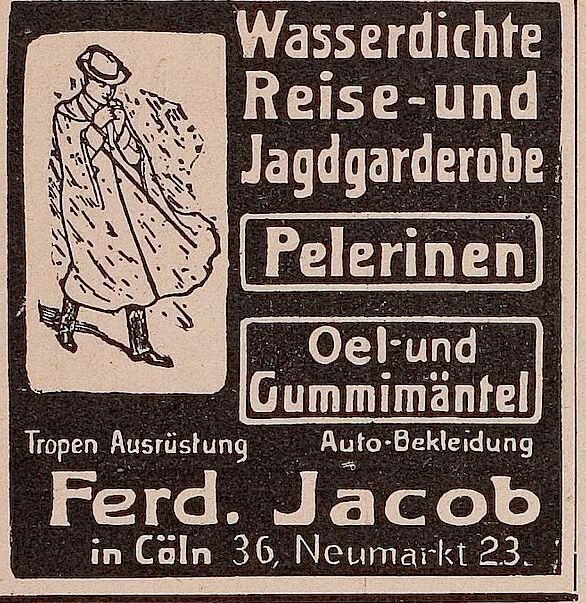 Wasserdichte
Reise-und
Jagdgarderobe
Pelerinen
Oel-und
Gummimäntel
Tropen Ausrüstung Auto-Bekleidung
Ferd. Jacob
in Cöln 36, Neumarkt 23.